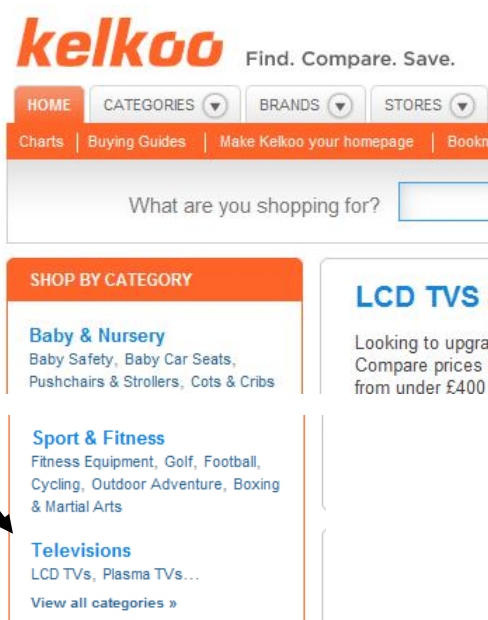 kelkoo Find. Compare. Save.
HOME CATEGORIES BRANDS STORES
Charts | Buying Guides | Make Kelkoo your homepage |
What are you shopping for?
SHOP BY CATEGORY
Baby & Nursery
Baby Safety, Baby Car Seats,
Pushchairs & Strollers, Cots & Cribs
LCD TVS
Looking to
Compare prices
from under £400
Sport & Fitness
Fitness Equipment, Golf, Football,
Cycling, Outdoor Adventure, Boxing
& Martial Arts
Televisions
LCD TVs, Plasma TVs...
View all categories »